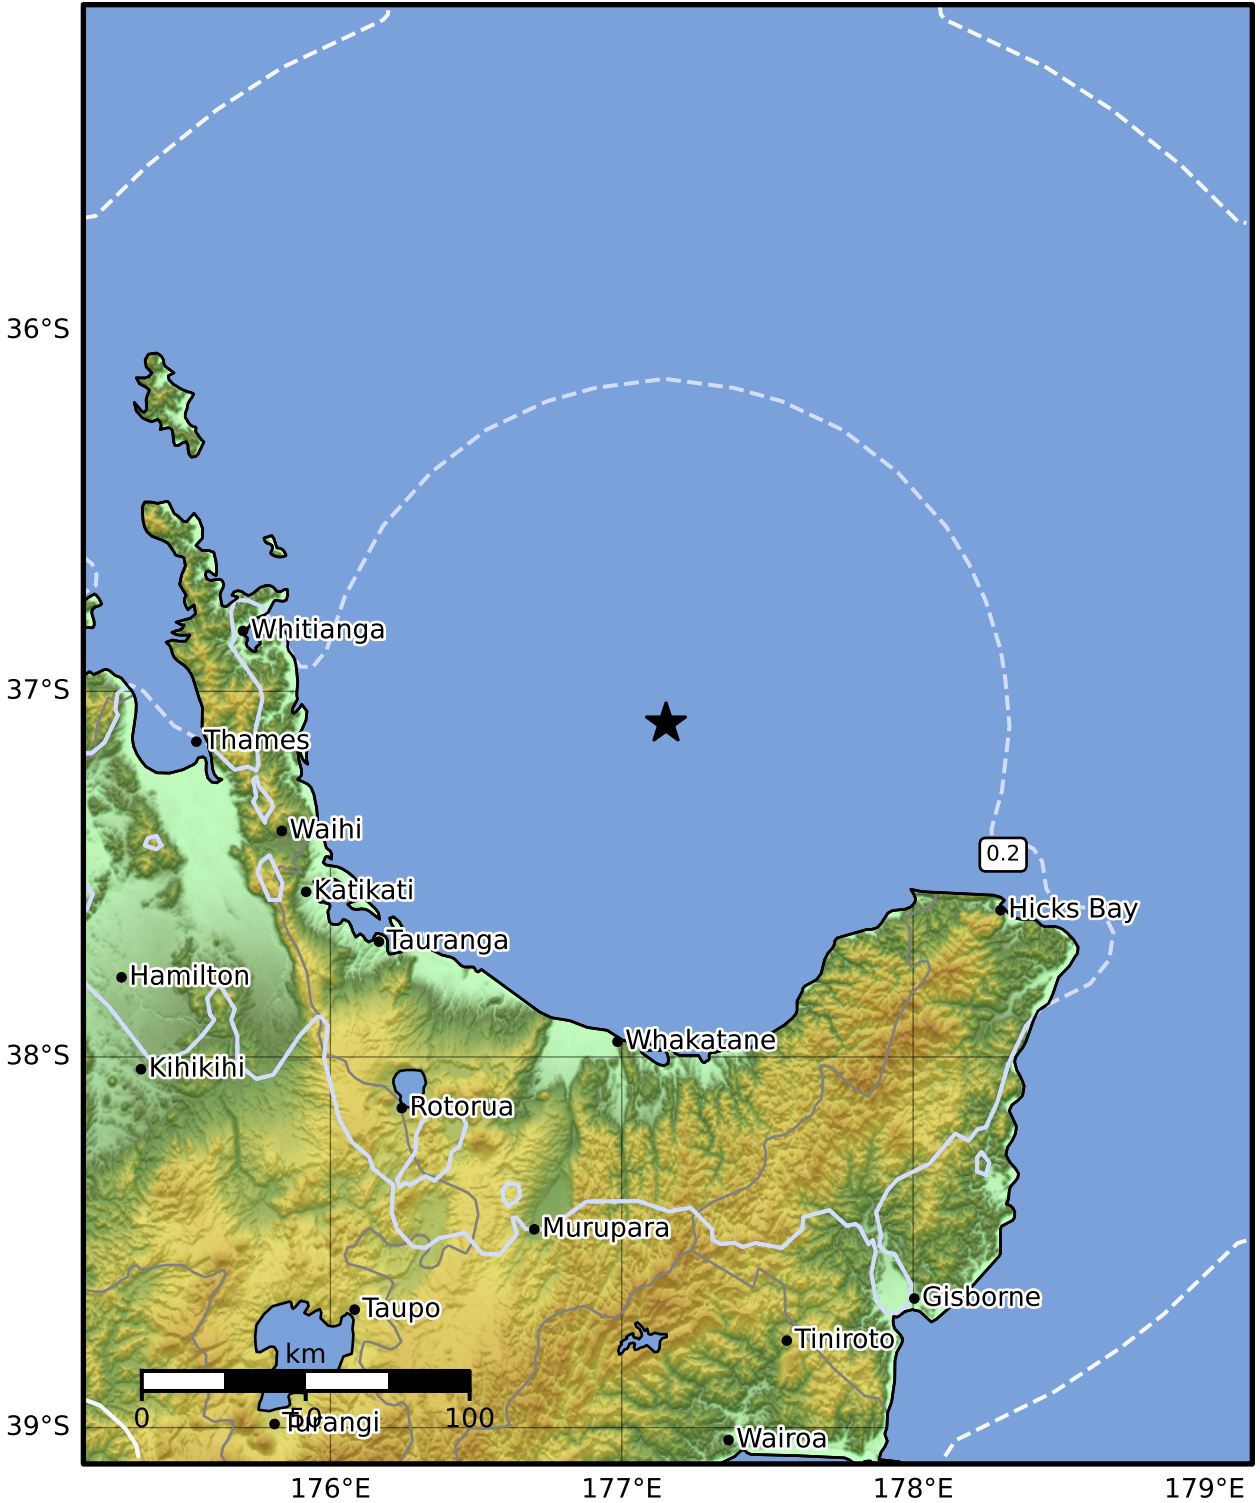 36°S
Whitianga
37°S
Thames
Waihi
0.2
Katikati
Hicks Bay
Tauranga
Hamilton
Whakatane
38°S
Kihikihi
Rotorua
Murupara
Gisborne
Taupo
Tiniroto
km
0 50 100
Turangi
39°S
Wairoa
176°E 177°E 178°E 179°E